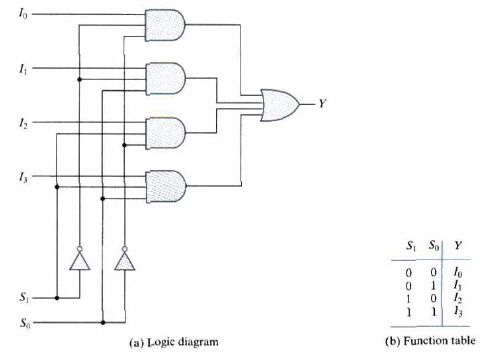 I0
I1
I2
I3
Y
S1
S0
(a) Logic diagram
S1 S0 Y
0 0 I0
0 1 I1
1 0 I2
1 1 I3
(b) Function table